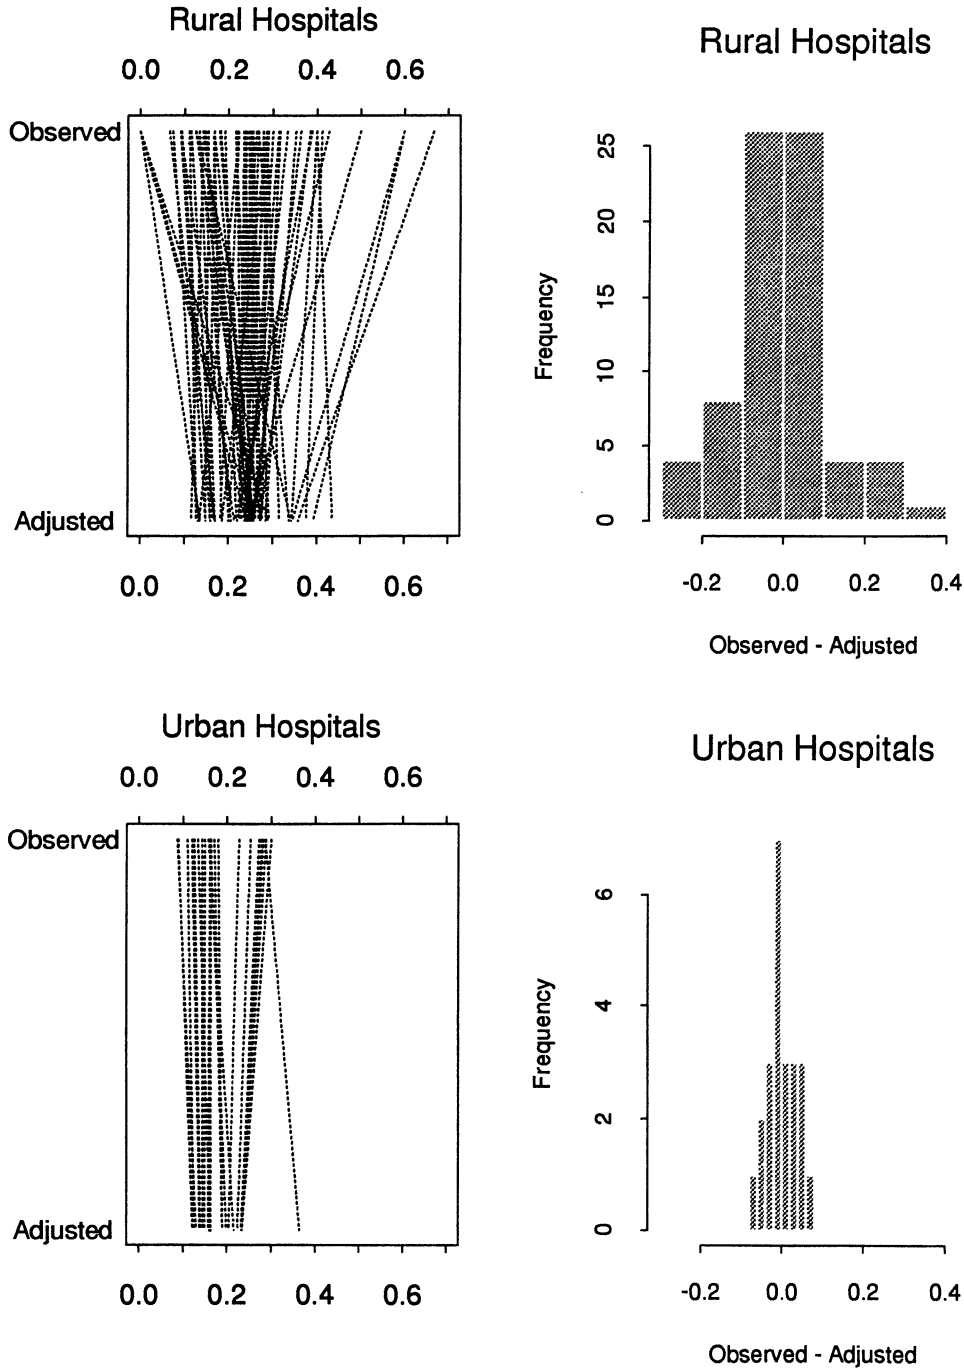 Rural Hospitals
0.0 0.2 0.4 0.6
Observed
Adjusted
0.0 0.2 0.4 0.6
Rural Hospitals
Frequency
25
20
15
10
5
0
-0.2 0.0 0.2 0.4
Observed - Adjusted
Urban Hospitals
0.0 0.2 0.4 0.6
Observed
Adjusted
0.0 0.2 0.4 0.6
Urban Hospitals
Frequency
6
4
2
0
-0.2 0.0 0.2 0.4
Observed - Adjusted